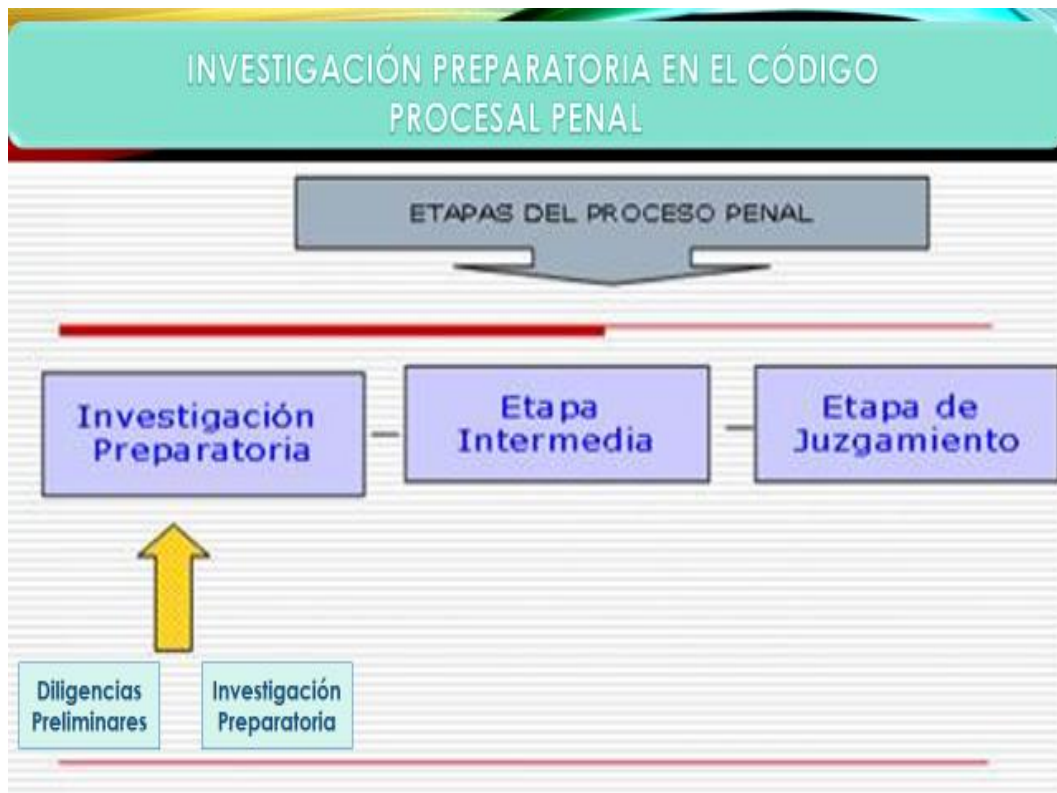 INVESTIGACIÓN PREPARATORIA EN EL CÓDIGO
PROCESAL PENAL
ETAPAS DEL PROCESO PENAL
Investigación
Preparatoria
Etapa
Intermedia
Etapa de
Juzgamiento
Diligencias
Preliminares
Investigación
Preparatoria